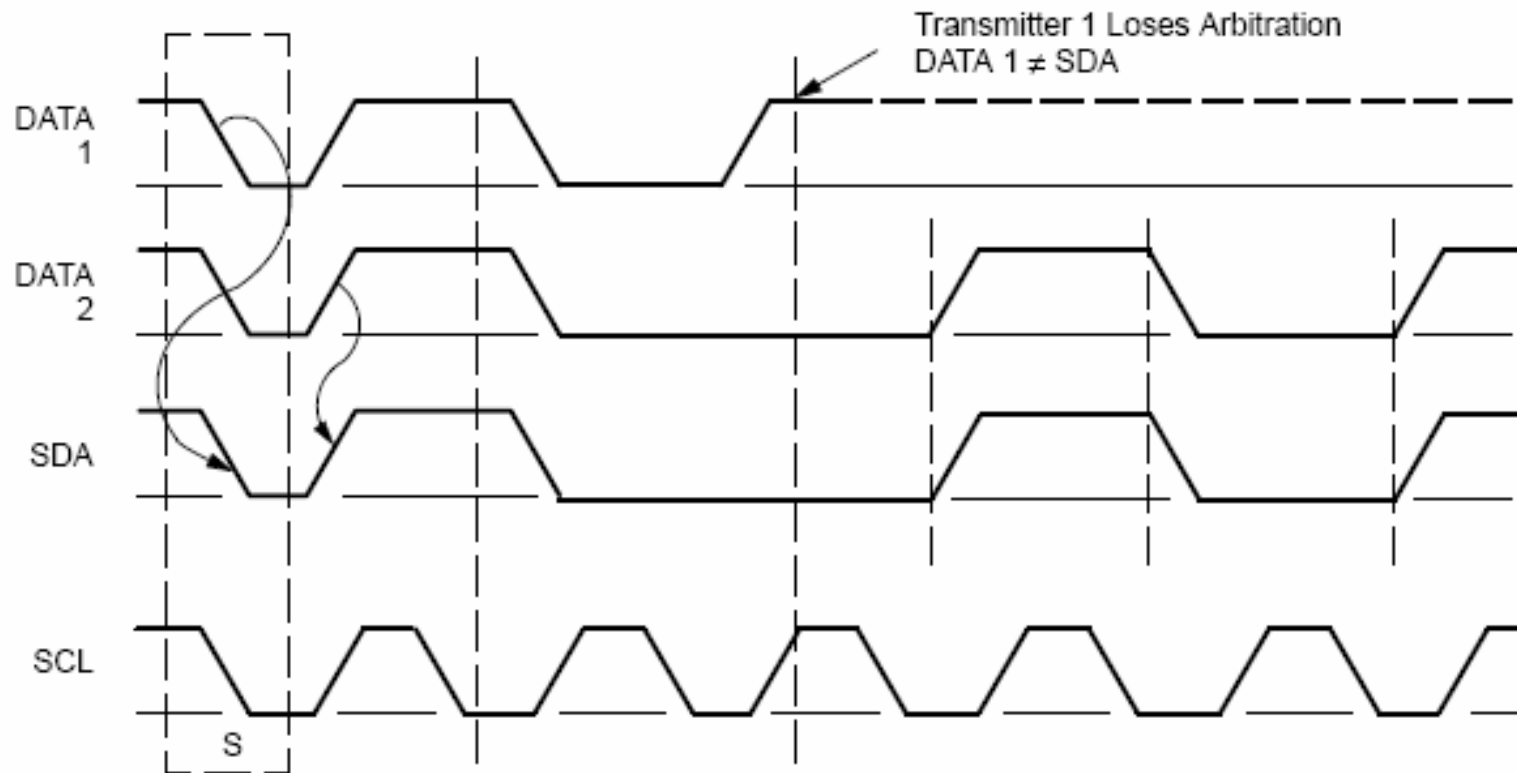 Transmitter 1 Loses Arbitration
DATA 1 ≠ SDA
DATA
1
DATA
2
SDA
SCL
S